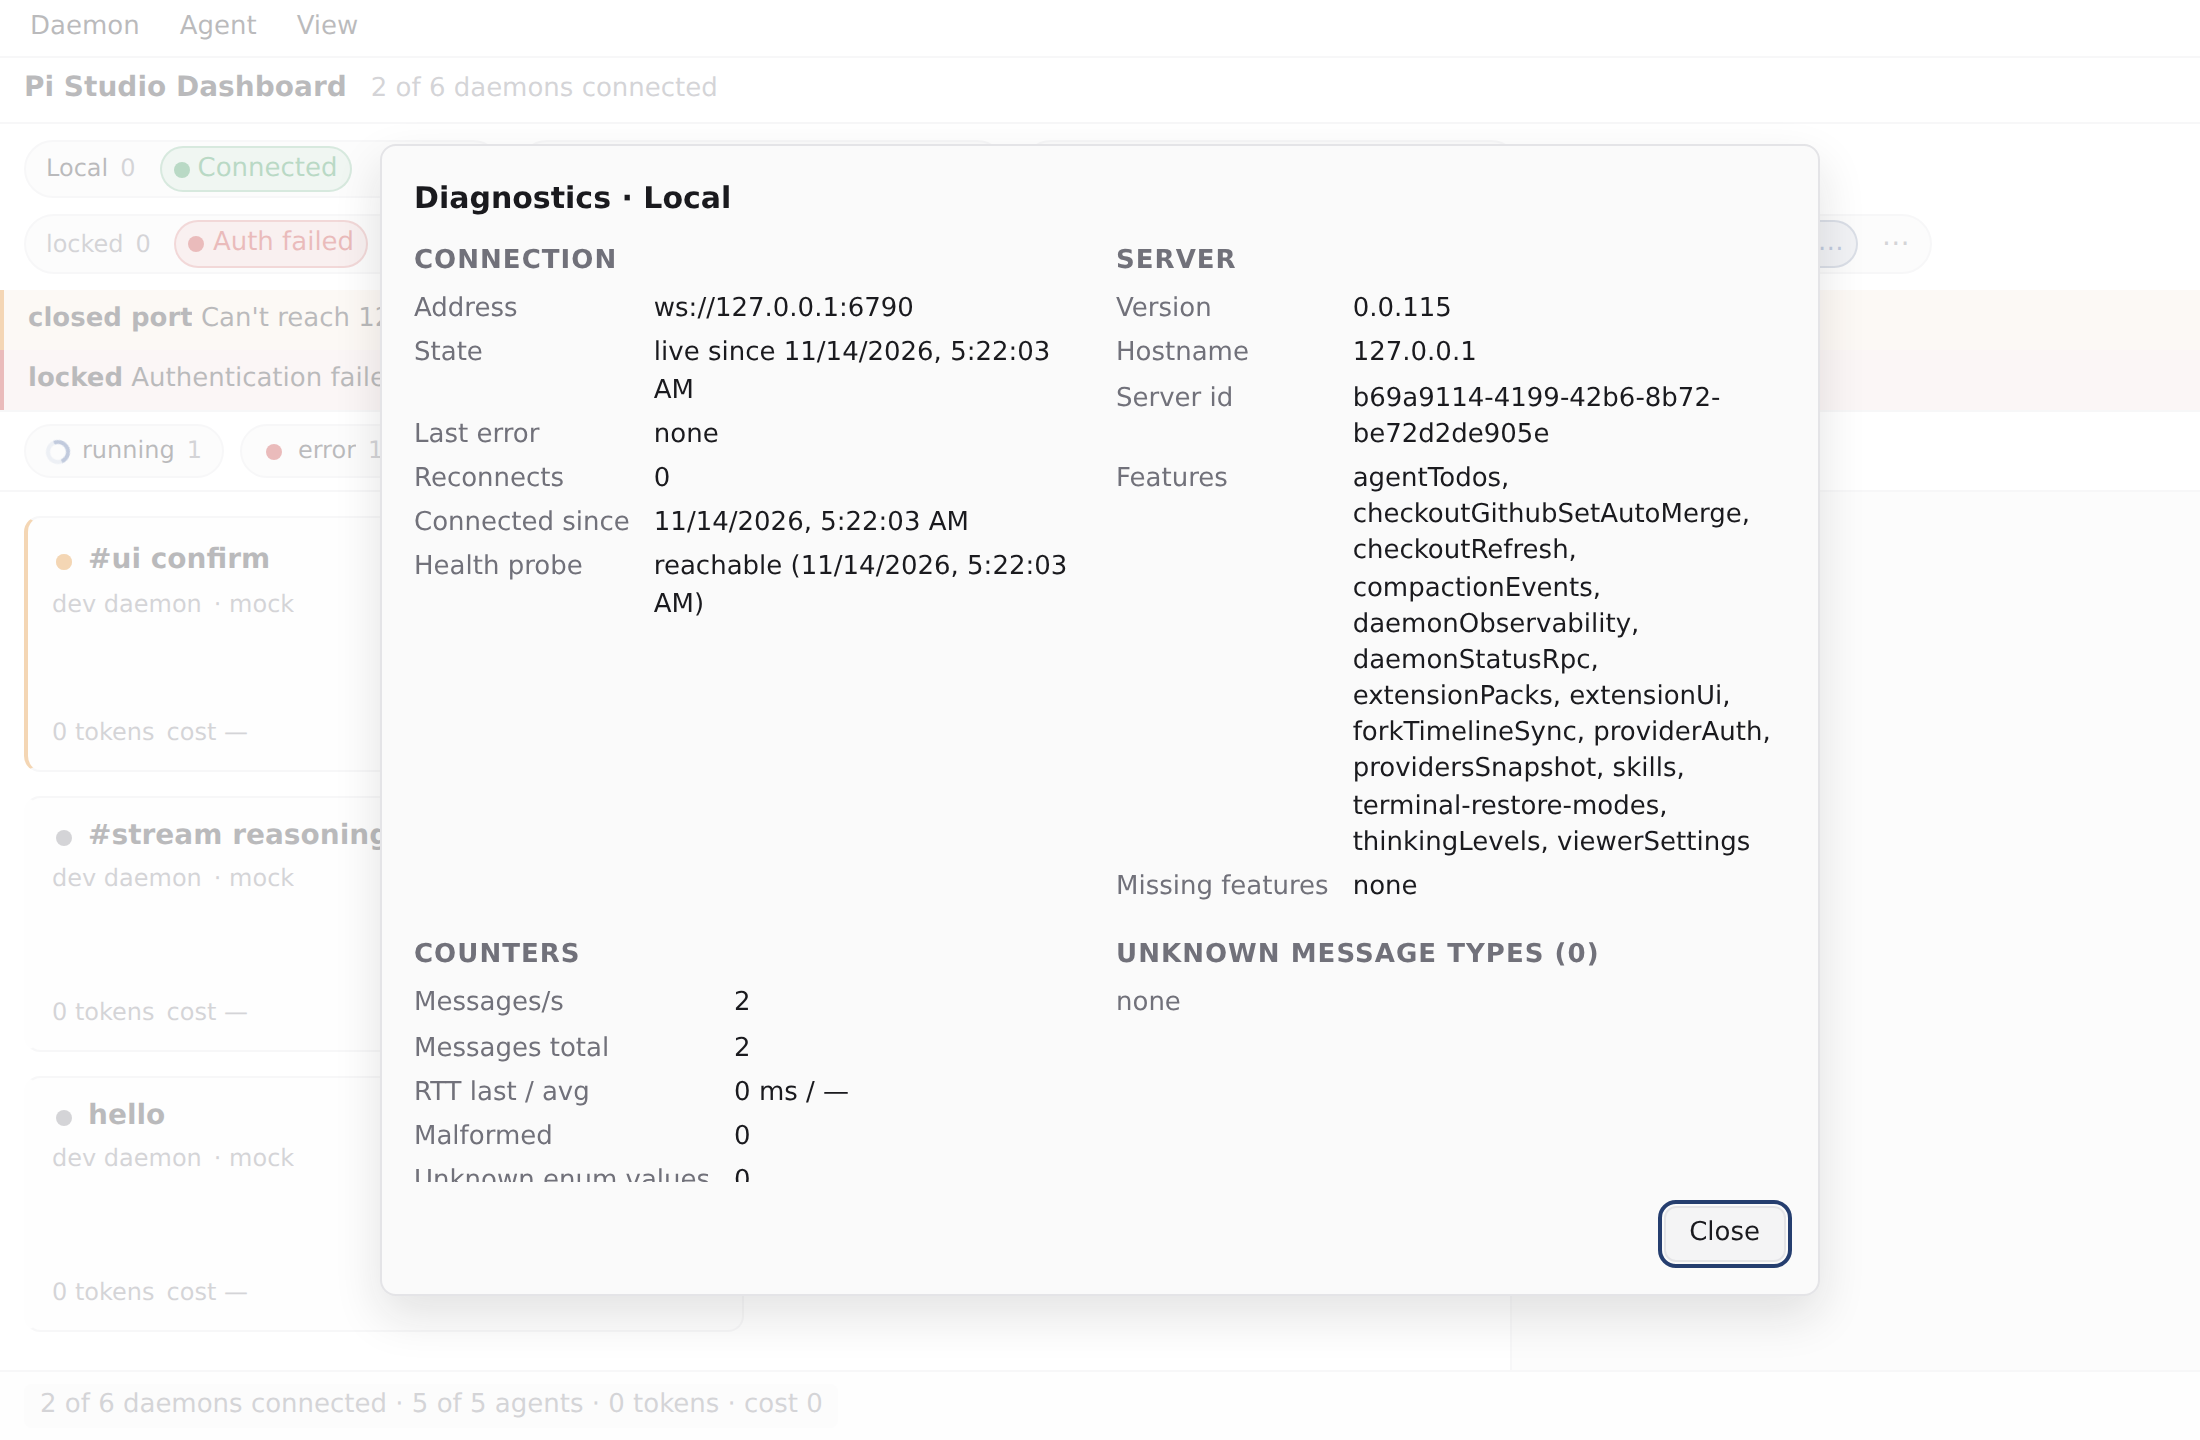 Daemon Agent View
Pi Studio Dashboard 2 of 6 daemons connected
Local 0 Connected
locked 0 Auth failed
... ...
closed port Can't reach
locked Authentication
running 1 error 1
#ui confirm
dev daemon · mock
0 tokens cost —
#stream reasoning
dev daemon · mock
0 tokens cost —
hello
dev daemon · mock
0 tokens cost —
Diagnostics · Local
CONNECTION
Address ws://127.0.0.1:6790
State live since 11/14/2026, 5:22:03
AM
Last error none
Reconnects 0
Connected since 11/14/2026, 5:22:03 AM
Health probe reachable (11/14/2026, 5:22:03
AM)
SERVER
Version 0.0.115
Hostname 127.0.0.1
Server id b69a9114-4199-42b6-8b72-
be72d2de905e
Features agentTodos,
checkoutGithubSetAutoMerge,
checkoutRefresh,
compactionEvents,
daemonObservability,
daemonStatusRpc,
extensionPacks, extensionUi,
forkTimelineSync, providerAuth,
providersSnapshot, skills,
terminal-restore-modes,
thinkingLevels, viewerSettings
Missing features none
COUNTERS
Messages/s 2
Messages total 2
RTT last / avg 0 ms / —
Malformed 0
Unknown enum values 0
UNKNOWN MESSAGE TYPES (0)
none
Close
2 of 6 daemons connected · 5 of 5 agents · 0 tokens · cost 0